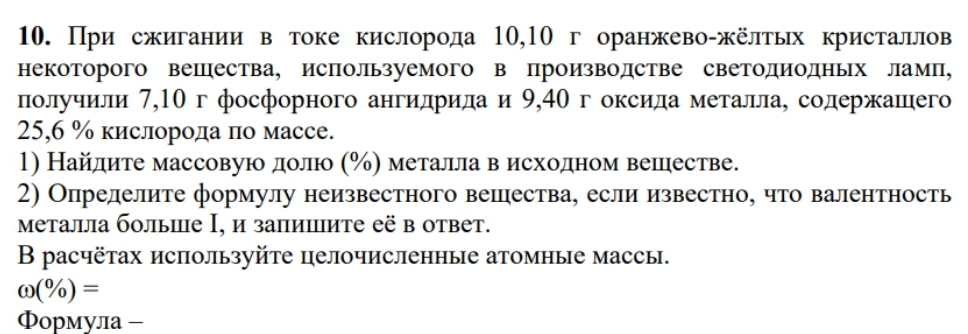 10. При сжигании в токе кислорода 10,10 г оранжево-жёлтых кристаллов
некоторого вещества, используемого в производстве светодиодных ламп,
получили 7,10 г фосфорного ангидрида и 9,40 г оксида металла, содержащего
25,6 % кислорода по массе.
1) Найдите массовую долю (%) металла в исходном веществе.
2) Определите формулу неизвестного вещества, если известно, что валентность
металла больше I, и запишите её в ответ.
В расчётах используйте целочисленные атомные массы.
ω(%) =
Формула –